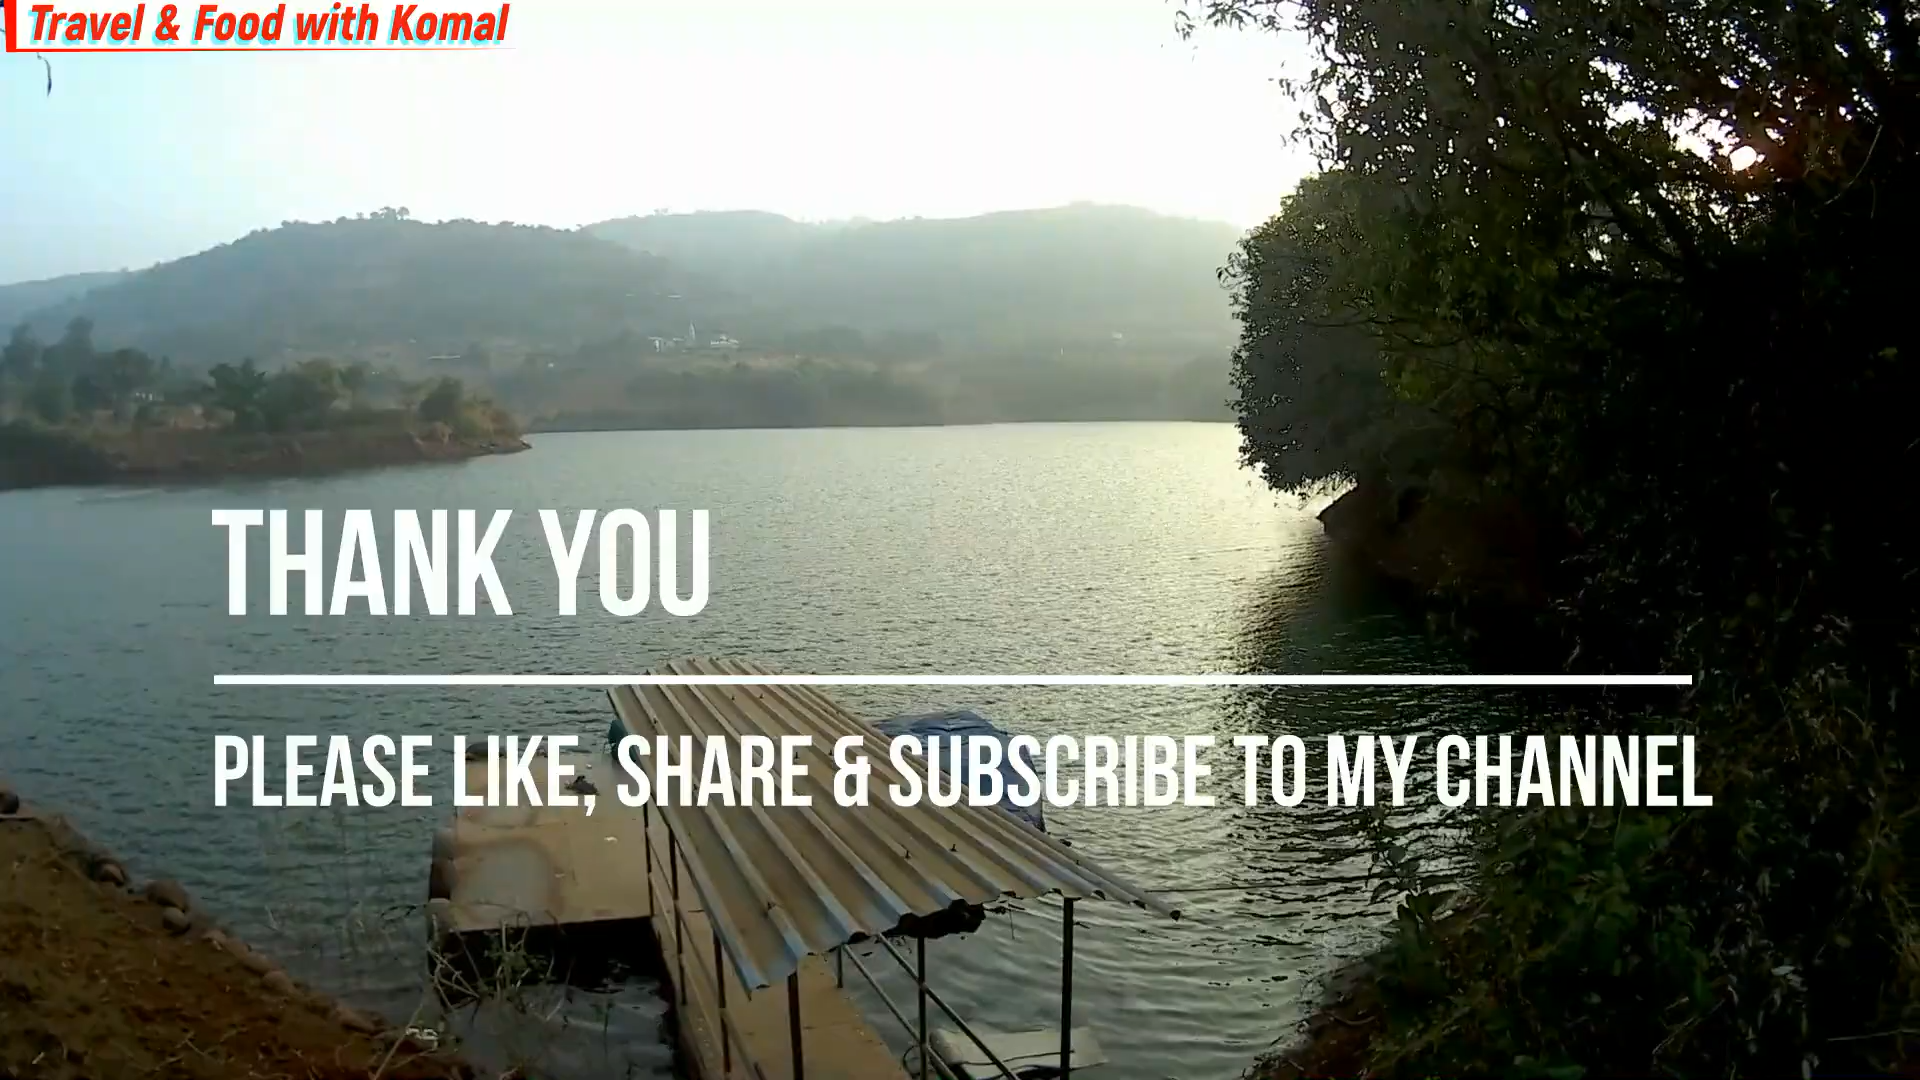 Travel & Food with Komal
THANK YOU
PLEASE LIKE, SHARE & SUBSCRIBE TO MY CHANNEL